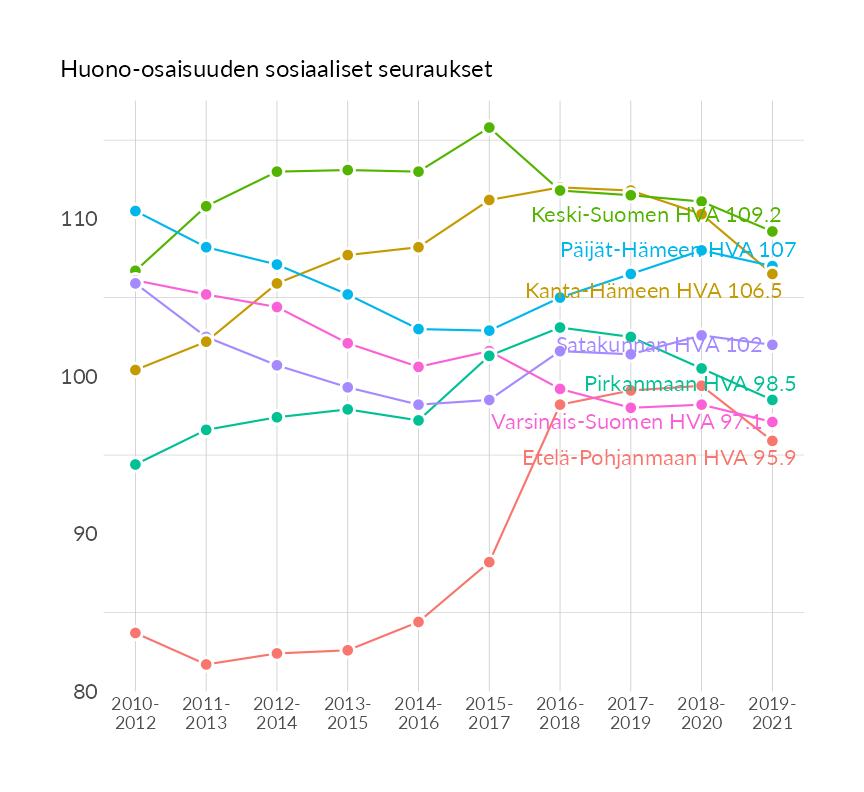 Huono-osaisuuden sosiaaliset seuraukset
110
100
90
80
Keski-Suomen HVA 109.2
Päijät-Hämeen HVA 107
Kanta-Hämeen HVA 106.5
Satakunnan HVA 102
Pirkanmaan HVA 98.5
Varsinais-Suomen HVA 97.1
Etelä-Pohjanmaan HVA 95.9
2010- 2011- 2012- 2013- 2014- 2015- 2016- 2017- 2018- 2019-
2012 2013 2014 2015 2016 2017 2018 2019 2020 2021